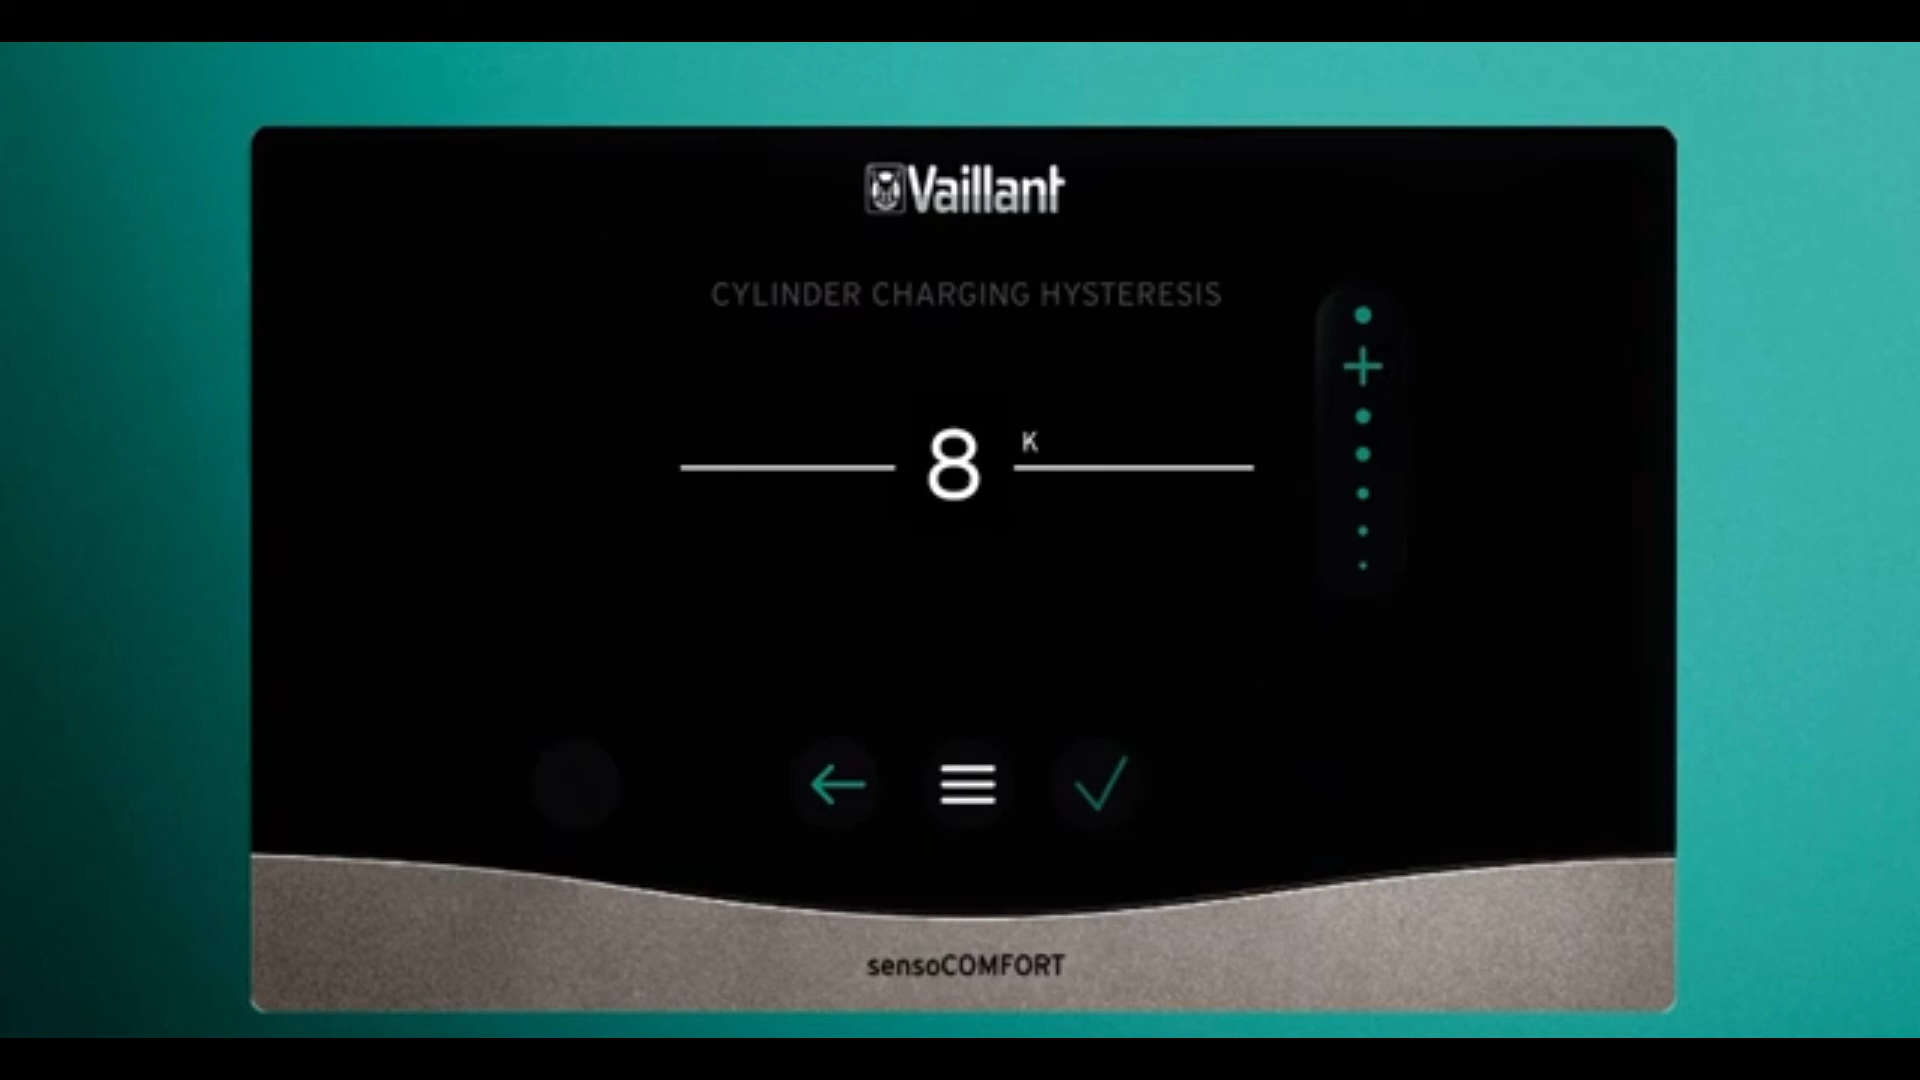 Vaillant
CYLINDER CHARGING HYSTERESIS
8 K
sensoCOMFORT